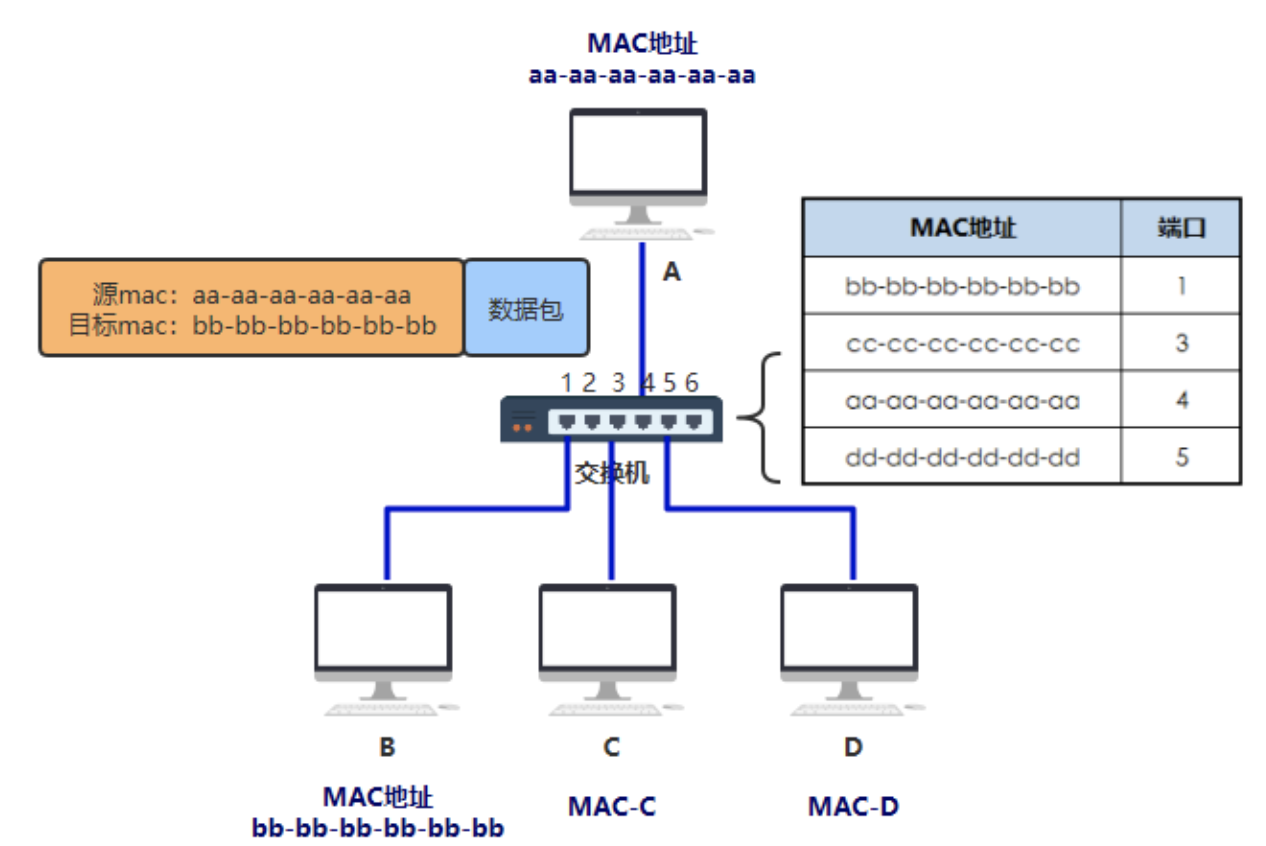 MAC地址
aa-aa-aa-aa-aa-aa
A
源mac：aa-aa-aa-aa-aa-aa
目标mac：bb-bb-bb-bb-bb-bb
数据包
1 2 3 4 5 6
交换机
MAC地址 端口
bb-bb-bb-bb-bb-bb 1
cc-cc-cc-cc-cc-cc 3
aa-aa-aa-aa-aa-aa 4
dd-dd-dd-dd-dd-dd 5
B
MAC地址
bb-bb-bb-bb-bb-bb
C
MAC-C
D
MAC-D